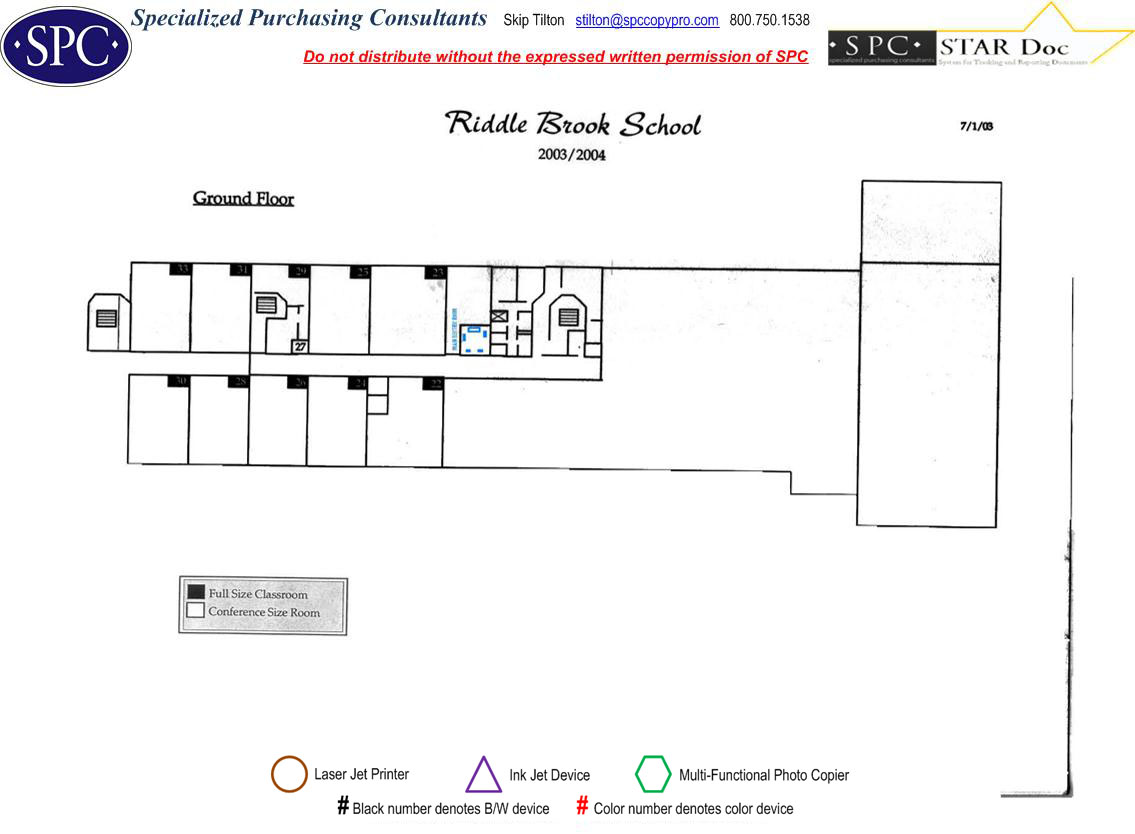 Specialized Purchasing Consultants Skip Tilton stilton@spccopypro.com 800.750.1538
·SPC·
Do not distribute without the expressed written permission of SPC
·SPC· STAR Doc
specialized purchasing consultants System for Tracking and Reporting Documents
Riddle Brook School
7/1/03
2003/2004
Ground Floor
33 31 29 25 23
27
30 28 26 24 22
Full Size Classroom
Conference Size Room
Laser Jet Printer Ink Jet Device Multi-Functional Photo Copier
# Black number denotes B/W device # Color number denotes color device